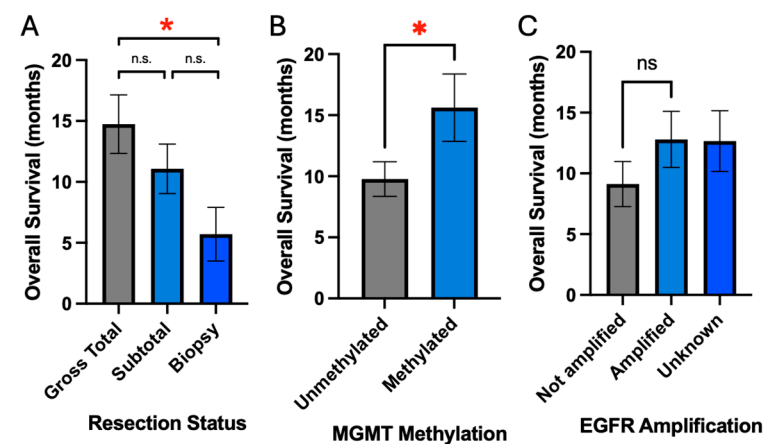 A
*
n.s.
n.s.
Overall Survival (months)
20
15
10
5
0
Gross Total
Subtotal
Biopsy
Resection Status
B
*
Overall Survival (months)
20
15
10
5
0
Unmethylated
Methylated
MGMT Methylation
C
ns
Overall Survival (months)
20
15
10
5
0
Not amplified
Amplified
Unknown
EGFR Amplification